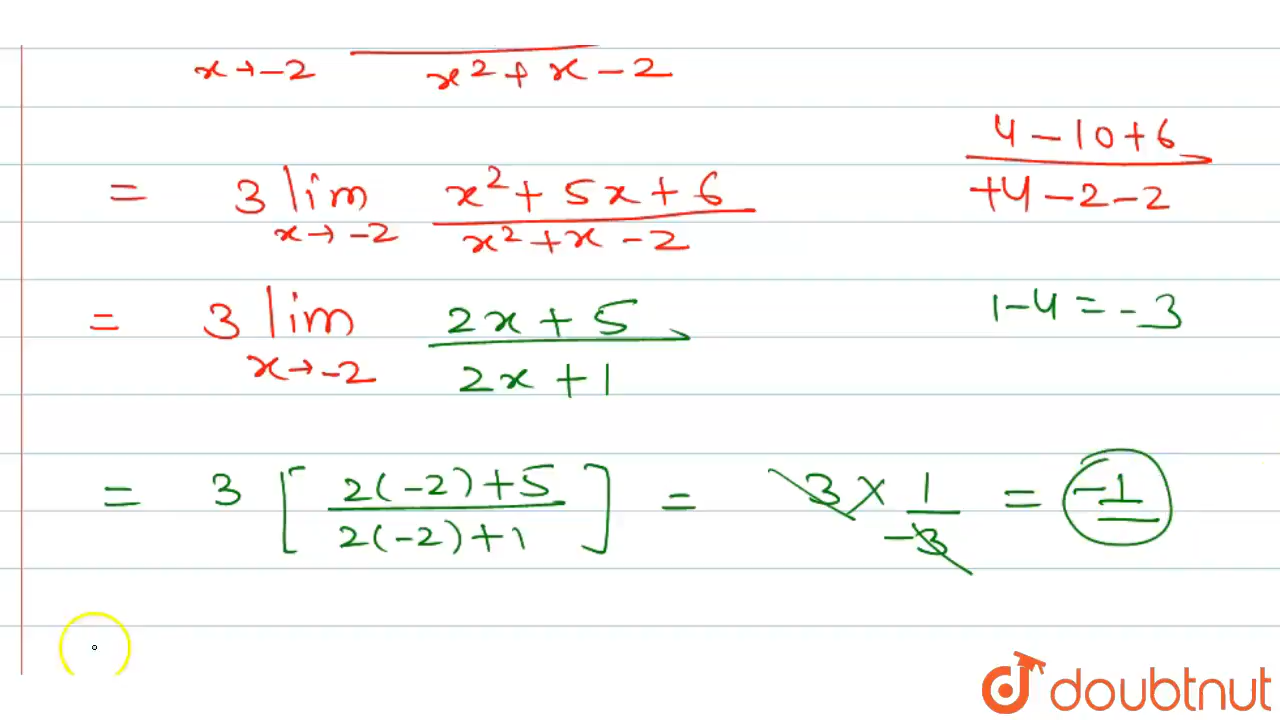 x→-2 x²+x-2
4-10+6
+4-2-2
= 3 lim x→-2 x²+5x+6
x²+x-2
= 3 lim x→-2 2x+5
2x+1
1-4=-3
= 3 [ 2(-2)+5
2(-2)+1 ] = 3 × 1
-3 = -1
doubtnut